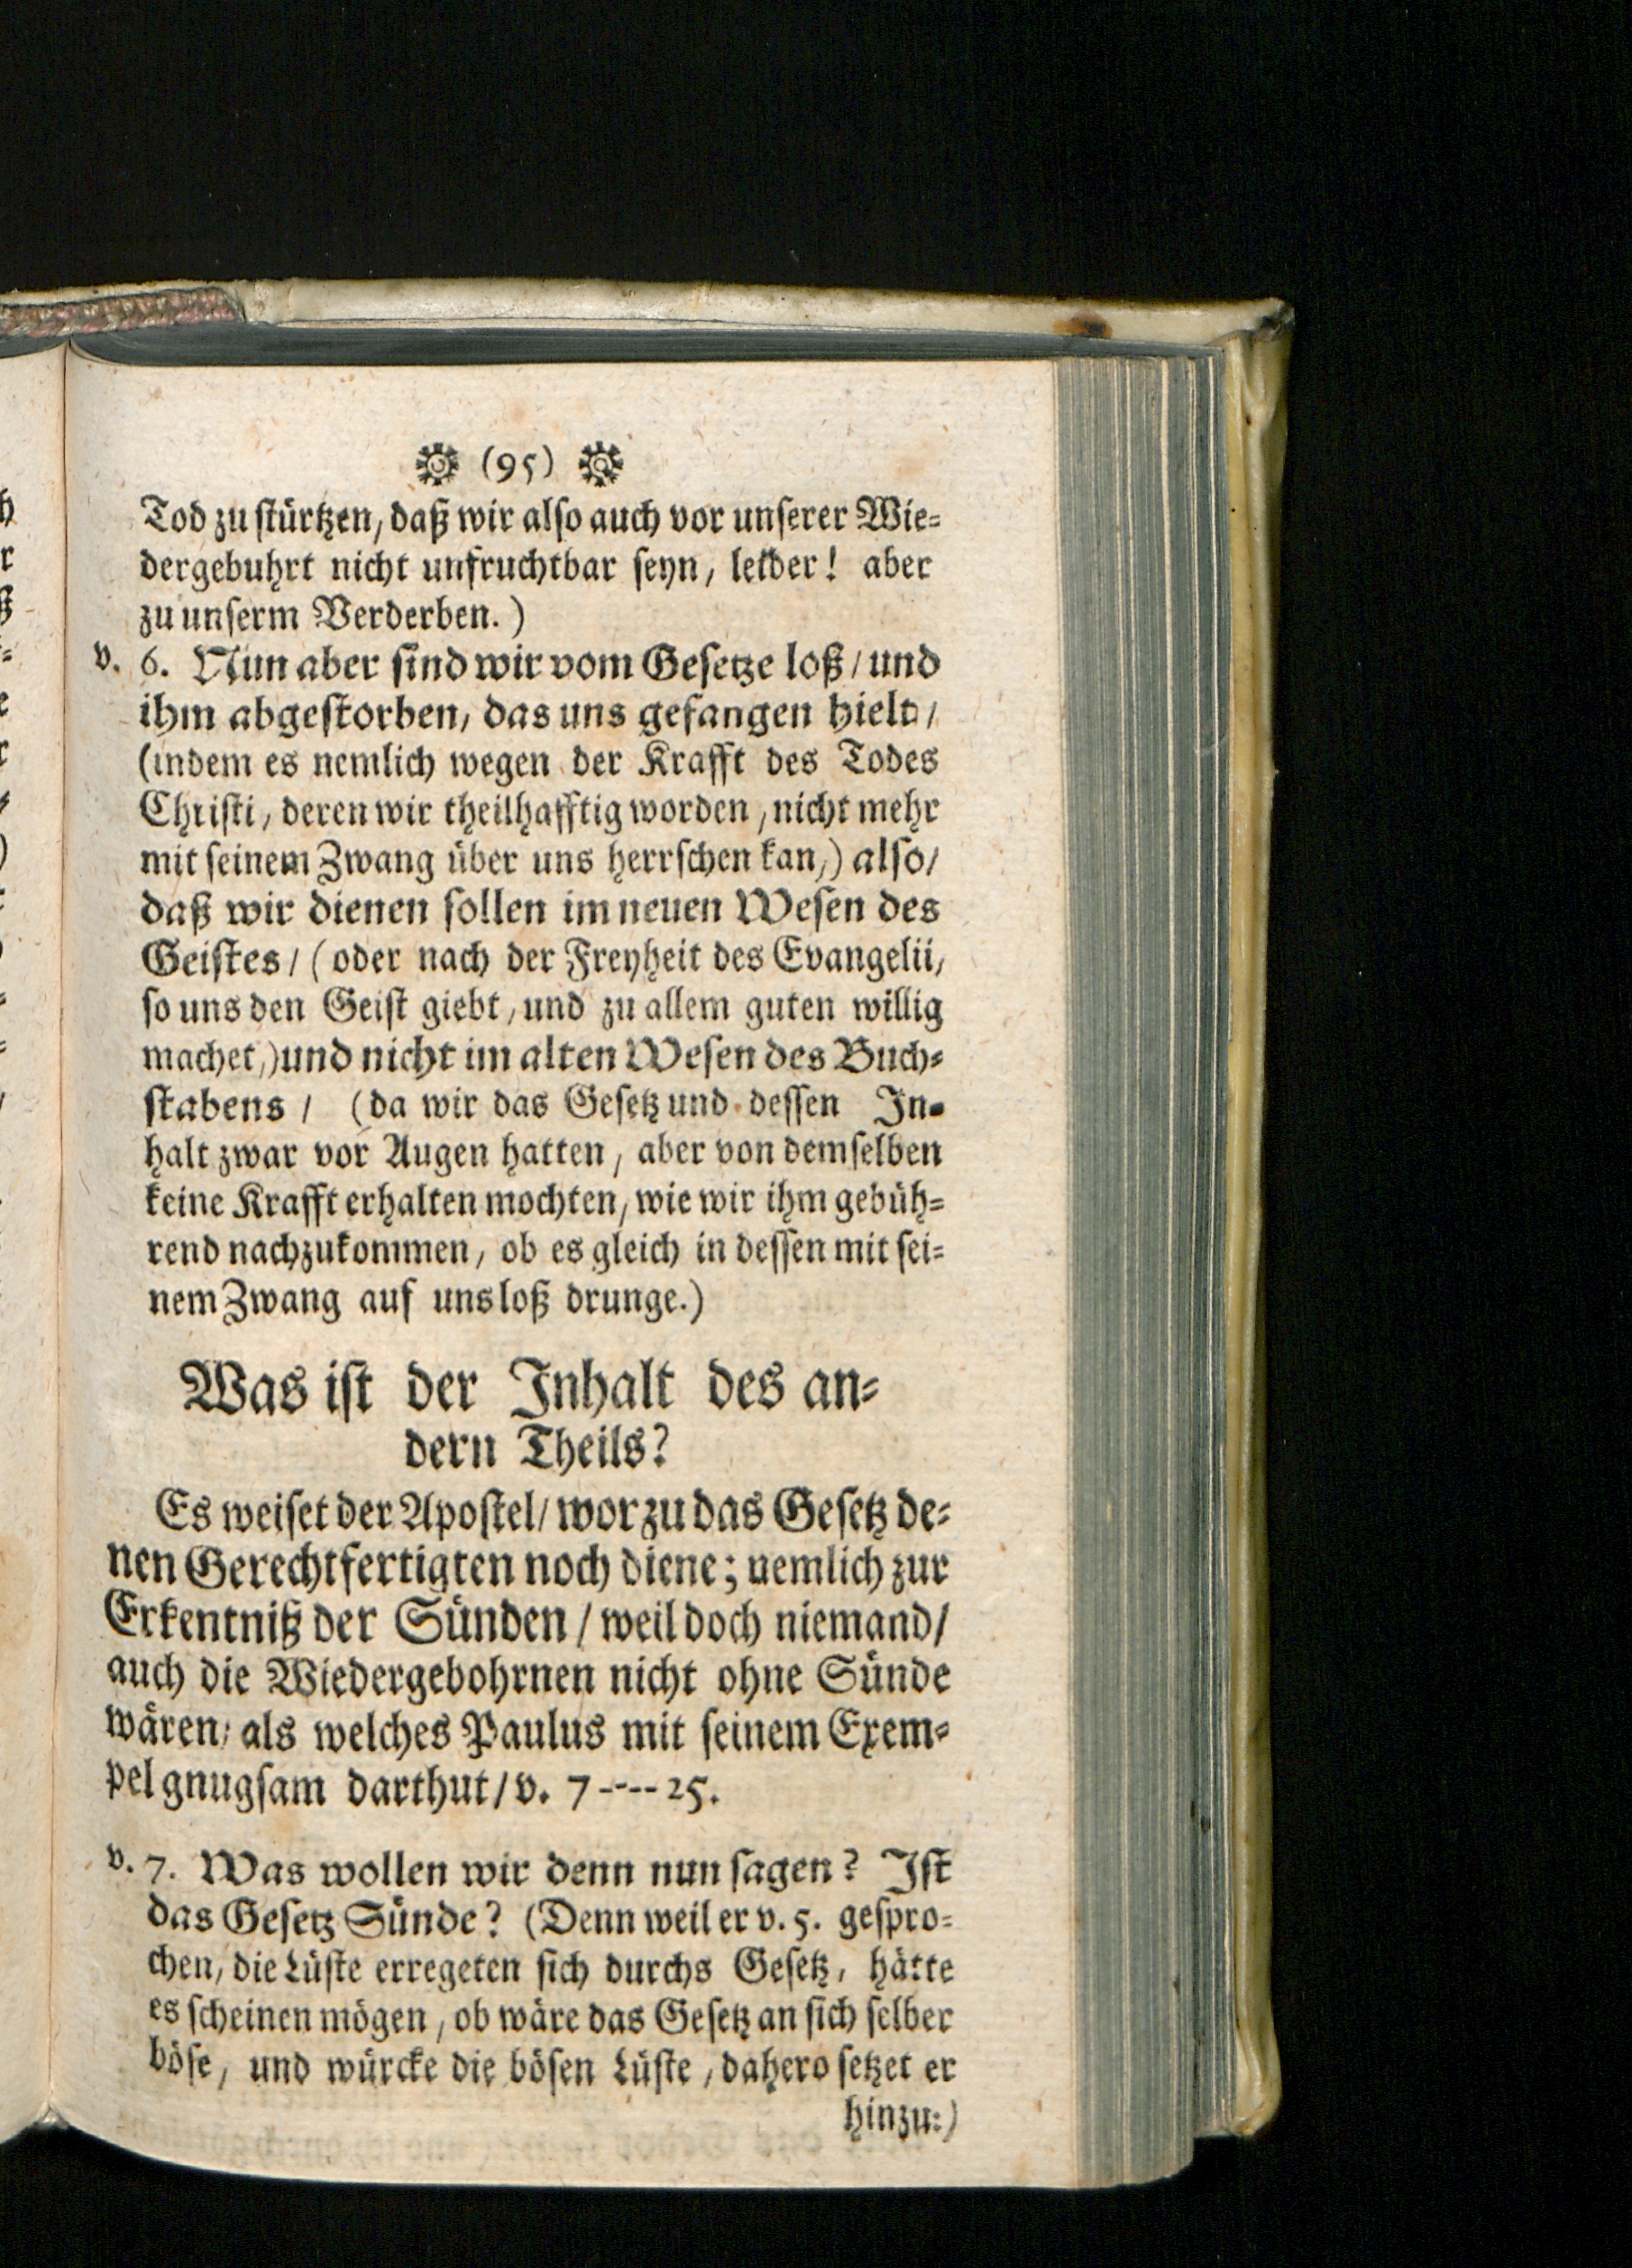 (95)
Tod zu stürtzen, daß wir also auch vor unserer Wie-
dergebuhrt nicht unfruchtbar seyn, leider! aber
zu unserm Verderben.)
v. 6. Nun aber sind wir vom Gesetze loß / und
ihm abgestorben, das uns gefangen hielt /
(indem es nemlich wegen der Krafft des Todes
Christi, deren wir theilhafftig worden, nicht mehr
mit seinem Zwang über uns herrschen kan,) also /
daß wir dienen sollen im neuen Wesen des
Geistes / (oder nach der Freyheit des Evangelii,
so uns den Geist giebt, und zu allem guten willig
machet,) und nicht im alten Wesen des Buch-
stabens / (da wir das Gesetz und dessen In-
halt zwar vor Augen hatten, aber von demselben
keine Krafft erhalten mochten, wie wir ihm gebüh-
rend nachzukommen, ob es gleich in dessen mit sei-
nem Zwang auf uns loß drunge.)
Was ist der Inhalt des an-
dern Theils?
Es weiset der Apostel / worzu das Gesetz de-
nen Gerechtfertigten noch diene; nemlich zur
Erkentniß der Sünden / weil doch niemand /
auch die Wiedergebohrnen nicht ohne Sünde
wären, als welches Paulus mit seinem Exem-
pel gnugsam darthut / v. 7----25.
v. 7. Was wollen wir denn nun sagen? Ist
das Gesetz Sünde? (Denn weil er v. 5. gespro-
chen, die Lüste erregeten sich durchs Gesetz, hätte
es scheinen mögen, ob wäre das Gesetz an sich selber
böse, und würcke die bösen Lüste, dahero setzet er
hinzu:)